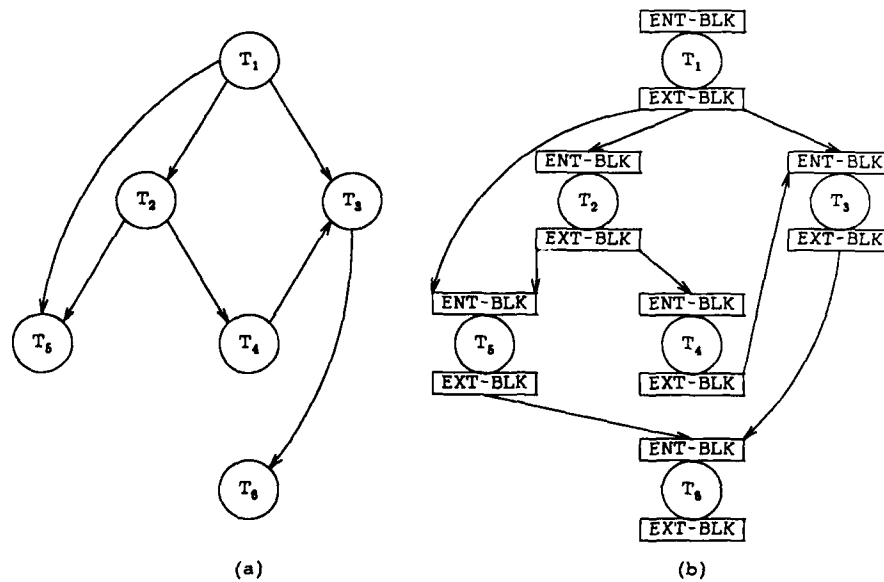 T₁
T₂
T₃
T₅
T₄
T₆
(a)
ENT-BLK
T₁
EXT-BLK
ENT-BLK
T₂
EXT-BLK
ENT-BLK
T₃
EXT-BLK
ENT-BLK
T₅
EXT-BLK
ENT-BLK
T₄
EXT-BLK
ENT-BLK
T₆
EXT-BLK
(b)